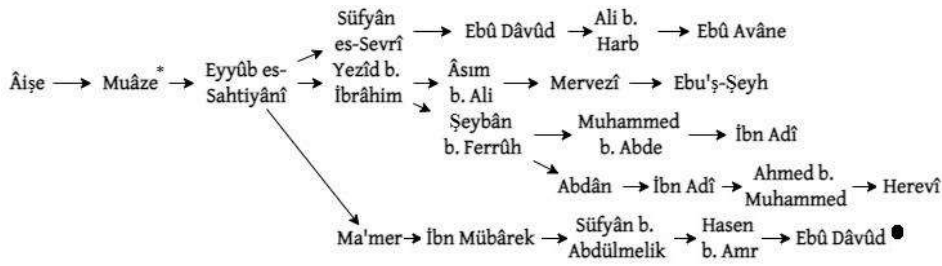 Süfyân
es-Sevrî → Ebû Dâvûd → Ali b.
Harb → Ebû Avâne
Âişe → Muâze* → Eyyûb es-
Sahtiyânî → Yezîd b.
İbrâhim → Âsım
b. Ali → Mervezî → Ebu'ş-Şeyh
Şeybân
b. Ferrûh → Muhammed
b. Abde → İbn Adî
Abdân → İbn Adî → Ahmed b.
Muhammed → Herevî
Ma'mer → İbn Mübârek → Süfyân b.
Abdülmelik → Hasen
b. Amr → Ebû Dâvûd